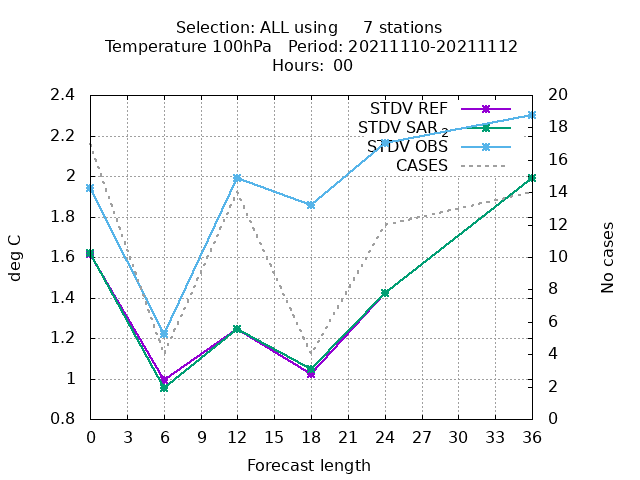 Selection: ALL using 7 stations
Temperature 100hPa Period: 20211110-20211112
Hours: 00
STDV REF
STDV SAR 2
STDV OBS
CASES
deg C
No cases
2.4
2.2
2
1.8
1.6
1.4
1.2
1
0.8
20
18
16
14
12
10
8
6
4
2
0
0 3 6 9 12 15 18 21 24 27 30 33 36
Forecast length